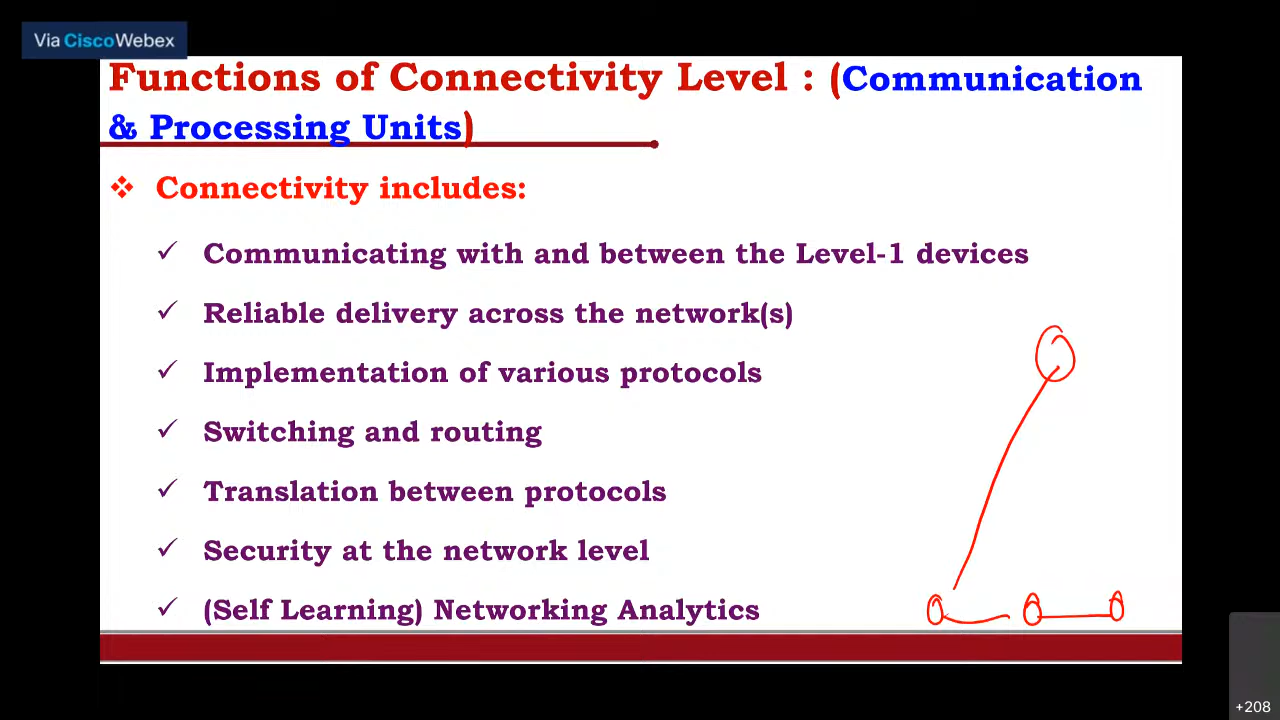 Via Cisco Webex
Functions of Connectivity Level : (Communication
& Processing Units)
❖ Connectivity includes:
✓ Communicating with and between the Level-1 devices
✓ Reliable delivery across the network(s)
✓ Implementation of various protocols
✓ Switching and routing
✓ Translation between protocols
✓ Security at the network level
✓ (Self Learning) Networking Analytics
+208